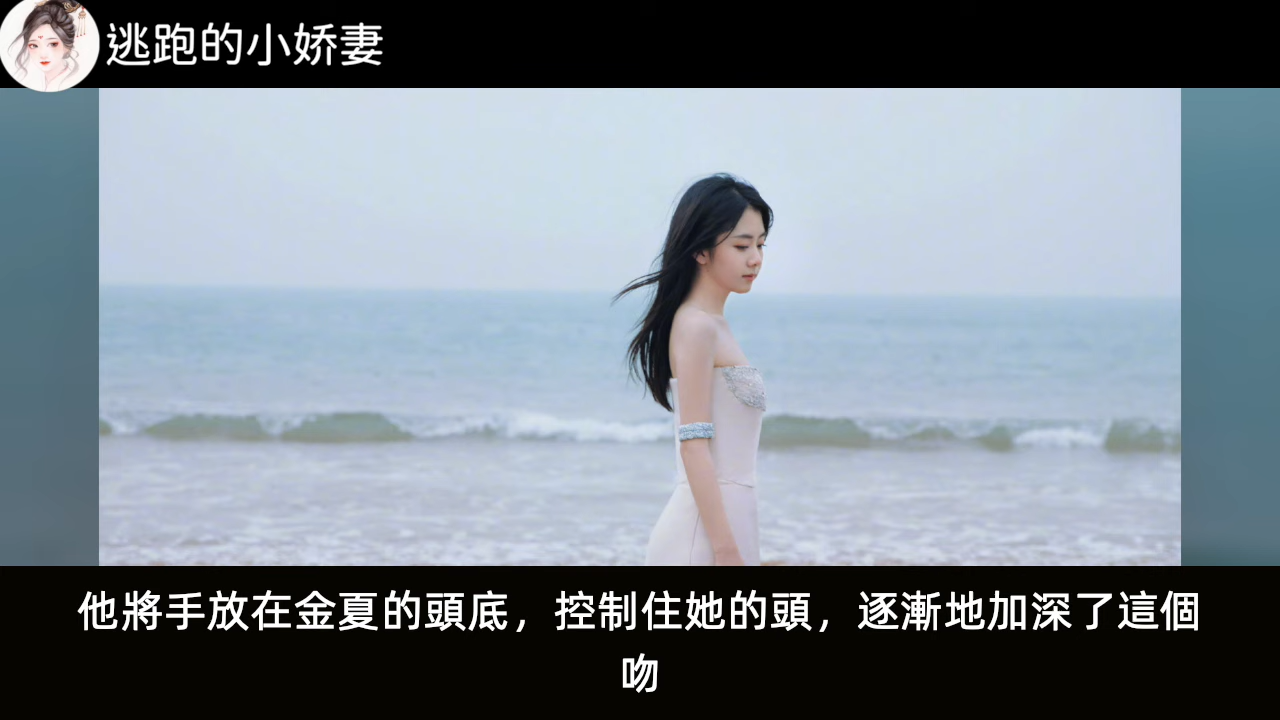 逃跑的小娇妻
他將手放在金夏的頭底，控制住她的頭，逐漸地加深了這個
吻